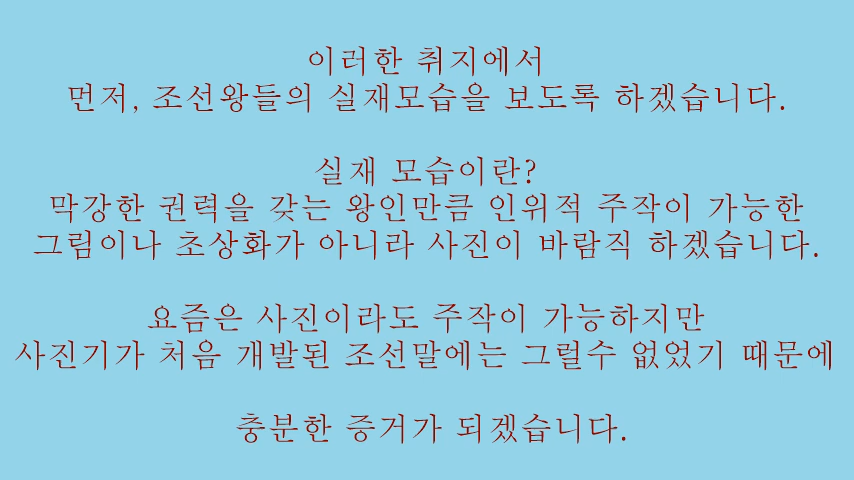 이러한 취지에서
먼저, 조선왕들의 실재모습을 보도록 하겠습니다.
실재 모습이란?
막강한 권력을 갖는 왕인만큼 인위적 주작이 가능한
그림이나 초상화가 아니라 사진이 바람직 하겠습니다.
요즘은 사진이라도 주작이 가능하지만
사진기가 처음 개발된 조선말에는 그럴수 없었기 때문에
충분한 증거가 되겠습니다.